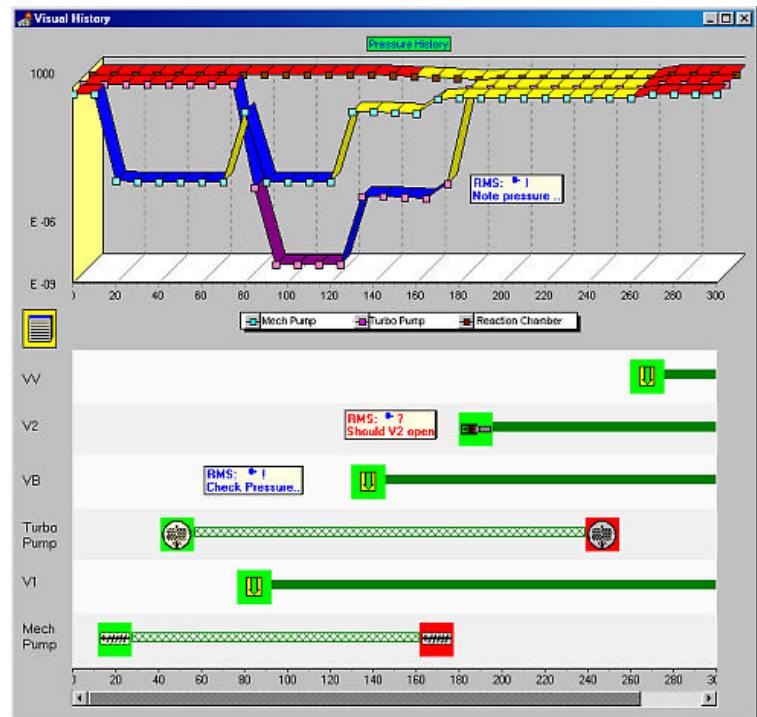 Visual History
Pressure History
1000
E -06
E -09
0 20 40 60 80 100 120 140 160 180 200 220 240 260 280 300
RMS: !
Note pressure ..
Mech Pump Turbo Pump Reaction Chamber
VV
V2
RMS: ?
Should V2 open
VB
RMS: !
Check Pressure..
Turbo
Pump
V1
Mech
Pump
0 20 40 60 80 100 120 140 160 180 200 220 240 260 280